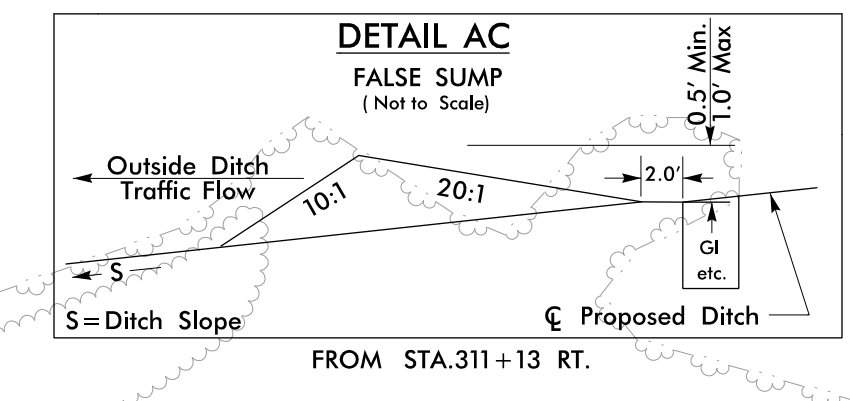 DETAIL AC
FALSE SUMP
( Not to Scale)
0.5' Min.
1.0' Max
Outside Ditch
Traffic Flow
10:1
20:1
2.0'
GI
etc.
S
S=Ditch Slope
℄ Proposed Ditch
FROM STA.311+13 RT.